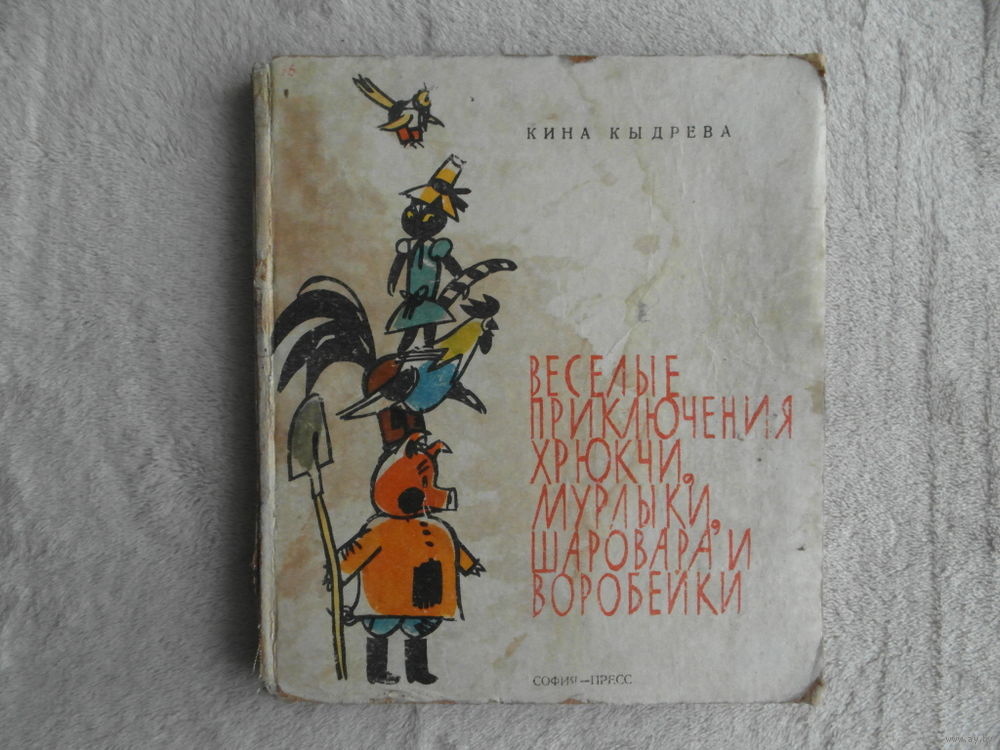 КИНА КЫДРЕВА
ВЕСЕЛЫЕ
ПРИКЛЮЧЕНИЯ
ХРЮКЧИ,
МУРЛЫКИ,
ШАРОВАРА И
ВОРОБЕЙКИ
СОФИЯ—ПРЕСС